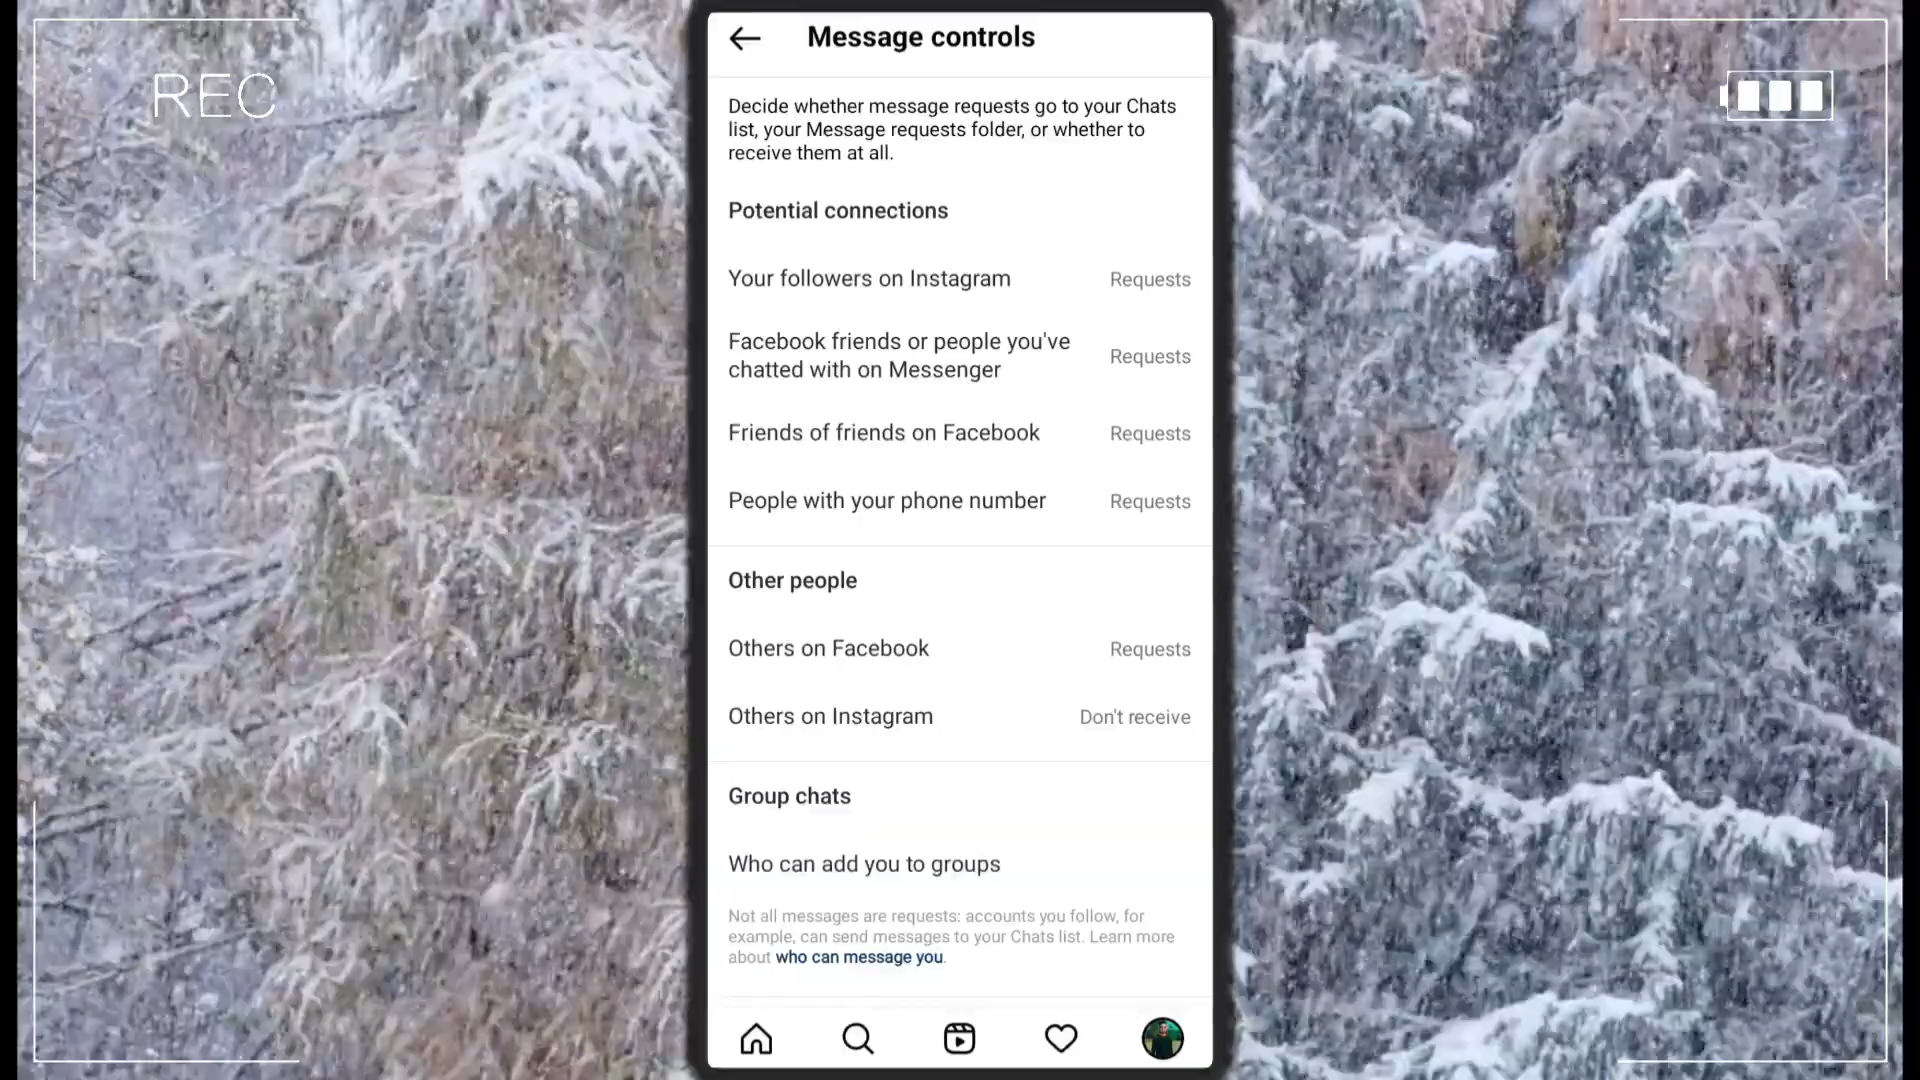 REC
Message controls
Decide whether message requests go to your Chats
list, your Message requests folder, or whether to
receive them at all.
Potential connections
Your followers on Instagram Requests
Facebook friends or people you've
chatted with on Messenger
Requests
Friends of friends on Facebook Requests
People with your phone number Requests
Other people
Others on Facebook Requests
Others on Instagram Don't receive
Group chats
Who can add you to groups
Not all messages are requests: accounts you follow, for
example, can send messages to your Chats list. Learn more
about who can message you.